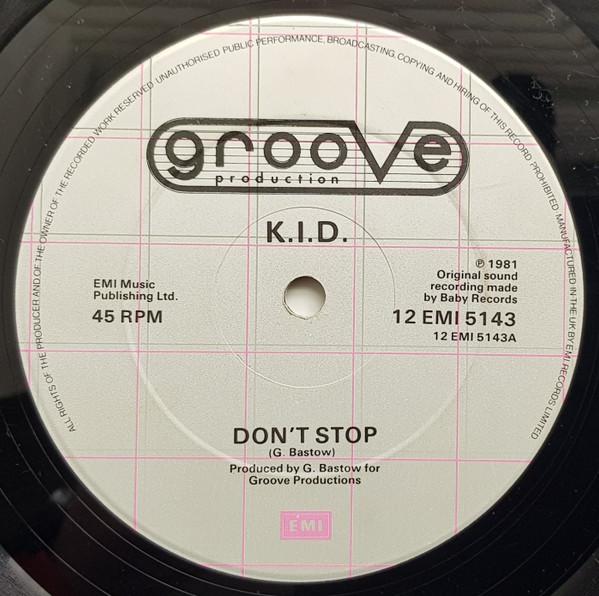 ALL RIGHTS OF THE PRODUCER AND OF THE OWNER OF THE RECORDED WORK RESERVED UNAUTHORISED PUBLIC PERFORMANCE, BROADCASTING, COPYING AND HIRING OF THIS RECORD PROHIBITED MANUFACTURED IN THE UK BY EMI RECORDS LIMITED
groove
production
K.I.D.
EMI Music
Publishing Ltd.
45 RPM
℗ 1981
Original sound
recording made
by Baby Records
12 EMI 5143
12 EMI 5143A
DON'T STOP
(G. Bastow)
Produced by G. Bastow for
Groove Productions
EMI